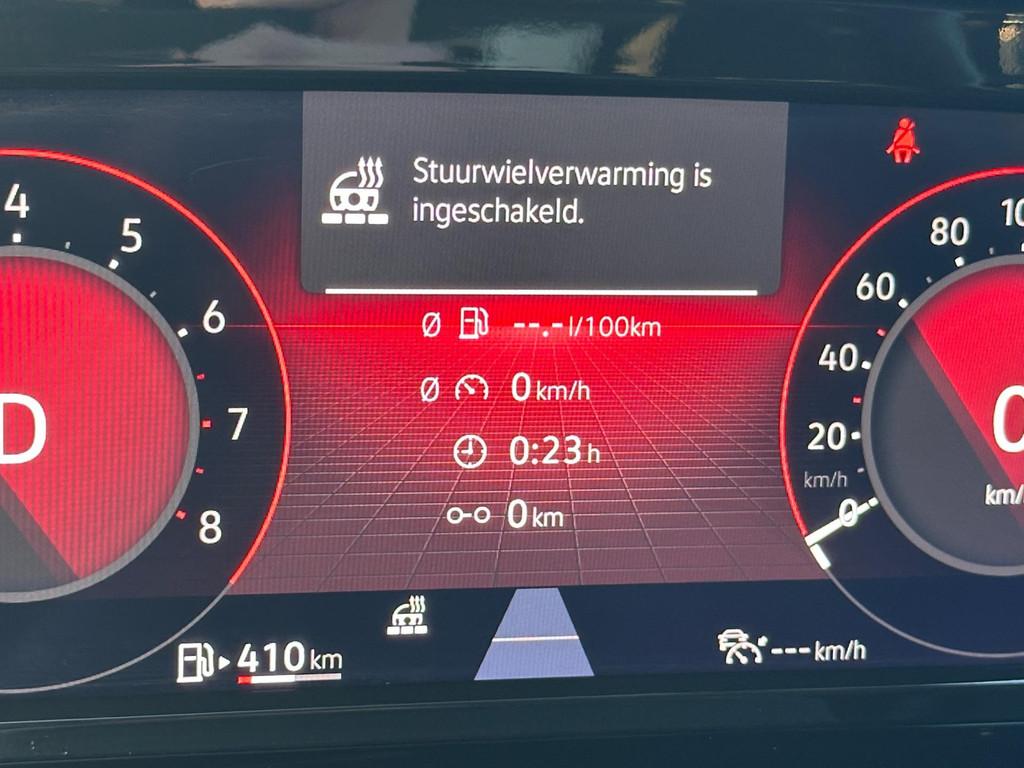 Stuurwielverwarming is
ingeschakeld.
4
5
6
7
8
D
Ø --.- l/100km
Ø 0 km/h
0:23 h
0 km
80
60
40
20
km/h
0
0
410 km
--- km/h